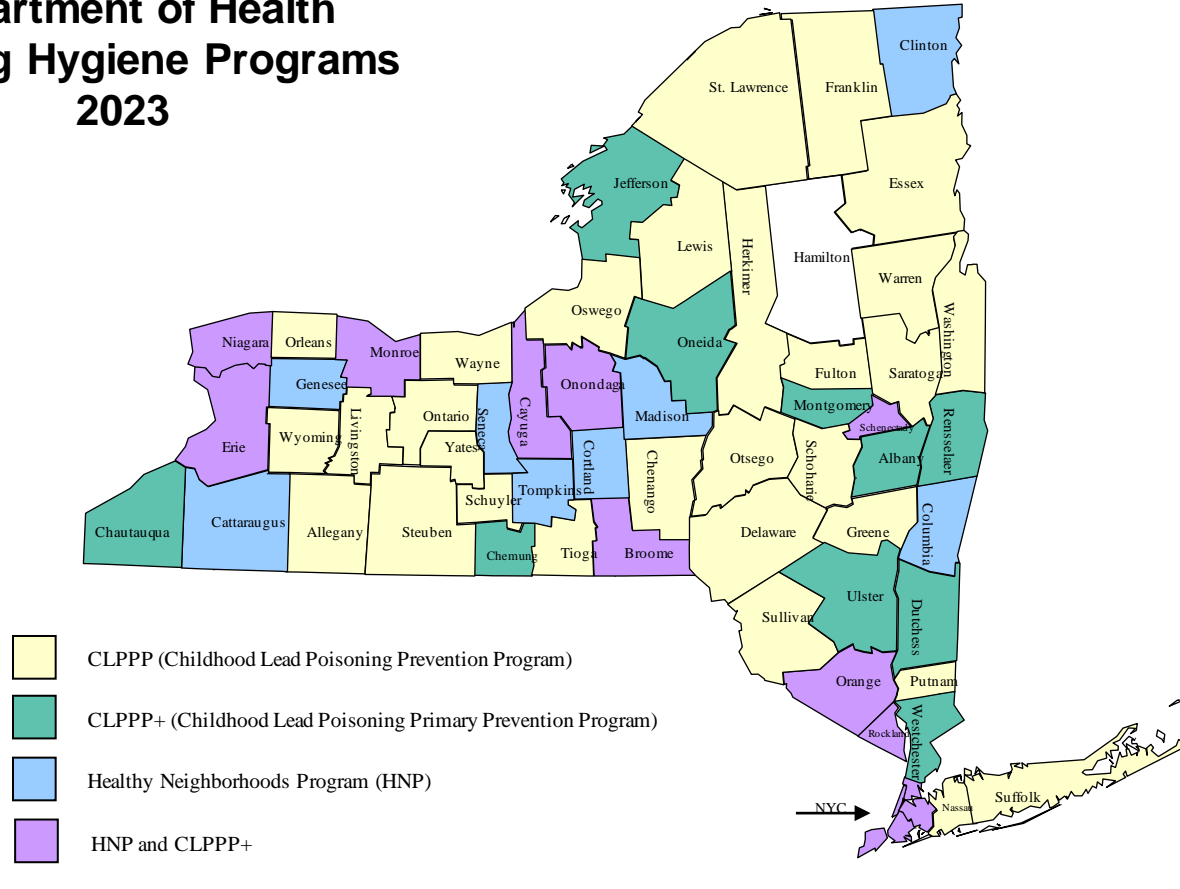 artment of Health
g Hygiene Programs
2023
Clinton
St. Lawrence
Franklin
Essex
Jefferson
Lewis
Herkimer
Hamilton
Warren
Washington
Oswego
Oneida
Niagara
Orleans
Monroe
Wayne
Fulton
Saratoga
Genesee
Onondaga
Madison
Montgomery
Schenectady
Rensselaer
Erie
Wyoming
Livingston
Ontario
Yates
Seneca
Cayuga
Cortland
Chenango
Otsego
Schoharie
Albany
Chautauqua
Cattaraugus
Allegany
Steuben
Schuyler
Tompkins
Chemung
Tioga
Broome
Delaware
Greene
Columbia
Ulster
Dutchess
Sullivan
Orange
Putnam
Rockland
Westchester
NYC
Nassau
Suffolk
CLPPP (Childhood Lead Poisoning Prevention Program)
CLPPP+ (Childhood Lead Poisoning Primary Prevention Program)
Healthy Neighborhoods Program (HNP)
HNP and CLPPP+